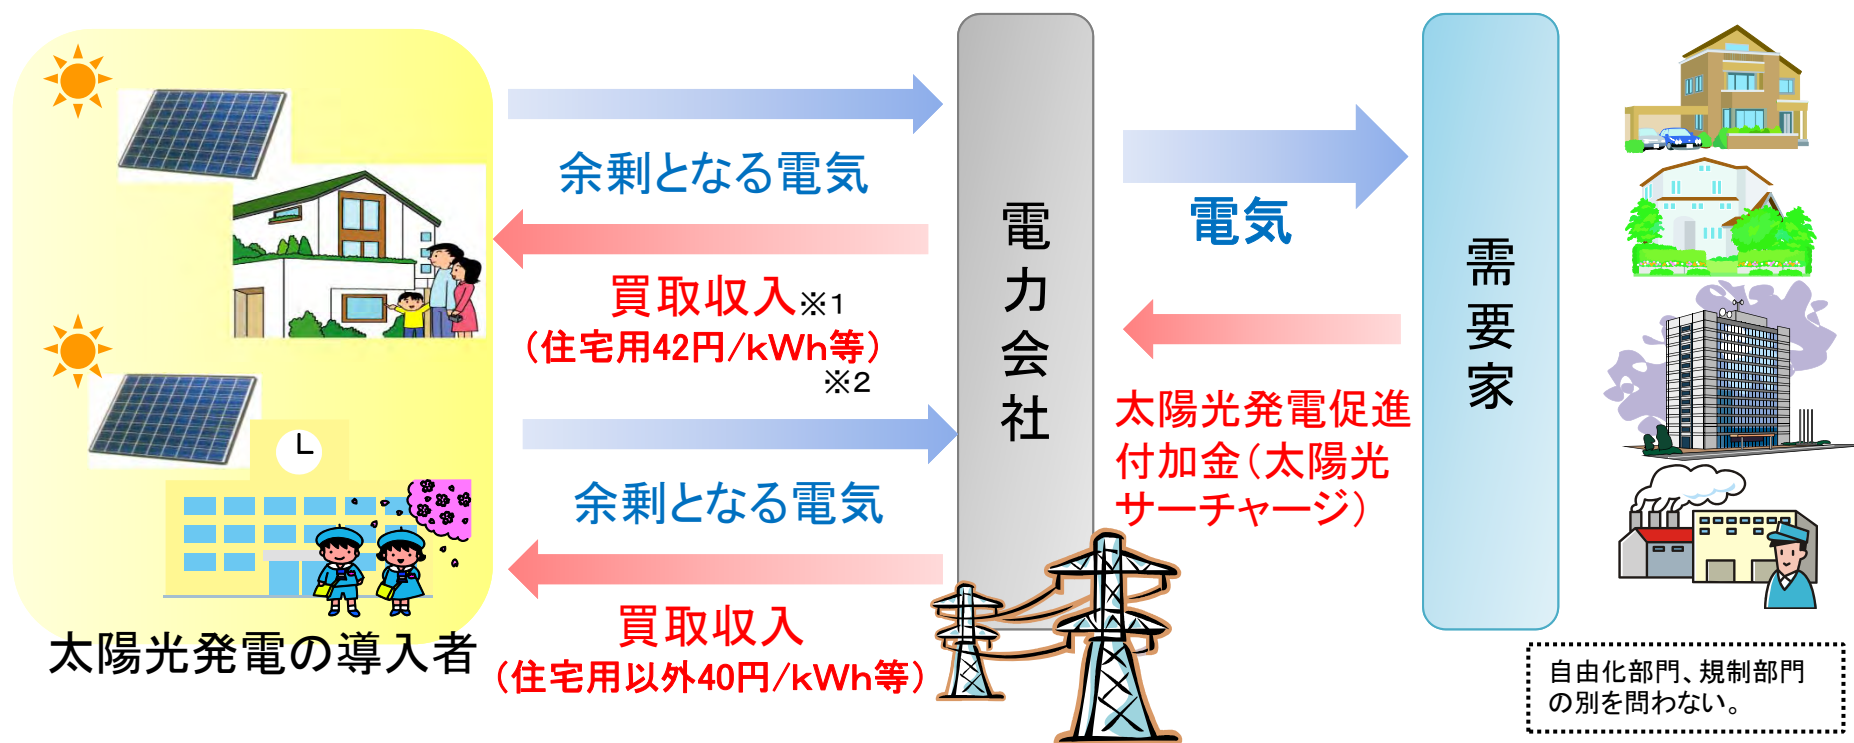 余剰となる電気
買取収入※1
（住宅用42円/kWh等）
※2
余剰となる電気
買取収入
（住宅用以外40円/kWh等）
太陽光発電の導入者
電力会社
電気
太陽光発電促進
付加金（太陽光
サーチャージ）
需要家
自由化部門、規制部門
の別を問わない。